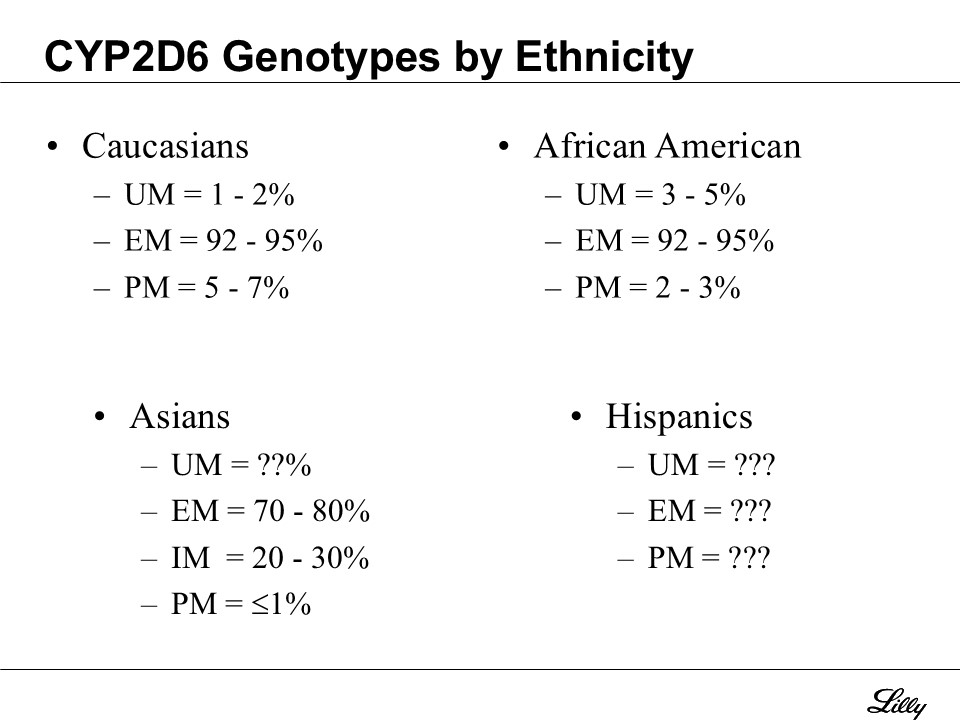 CYP2D6 Genotypes by Ethnicity
• Caucasians
– UM = 1 - 2%
– EM = 92 - 95%
– PM = 5 - 7%
• African American
– UM = 3 - 5%
– EM = 92 - 95%
– PM = 2 - 3%
• Asians
– UM = ??%
– EM = 70 - 80%
– IM = 20 - 30%
– PM = ≤1%
• Hispanics
– UM = ???
– EM = ???
– PM = ???
Lilly